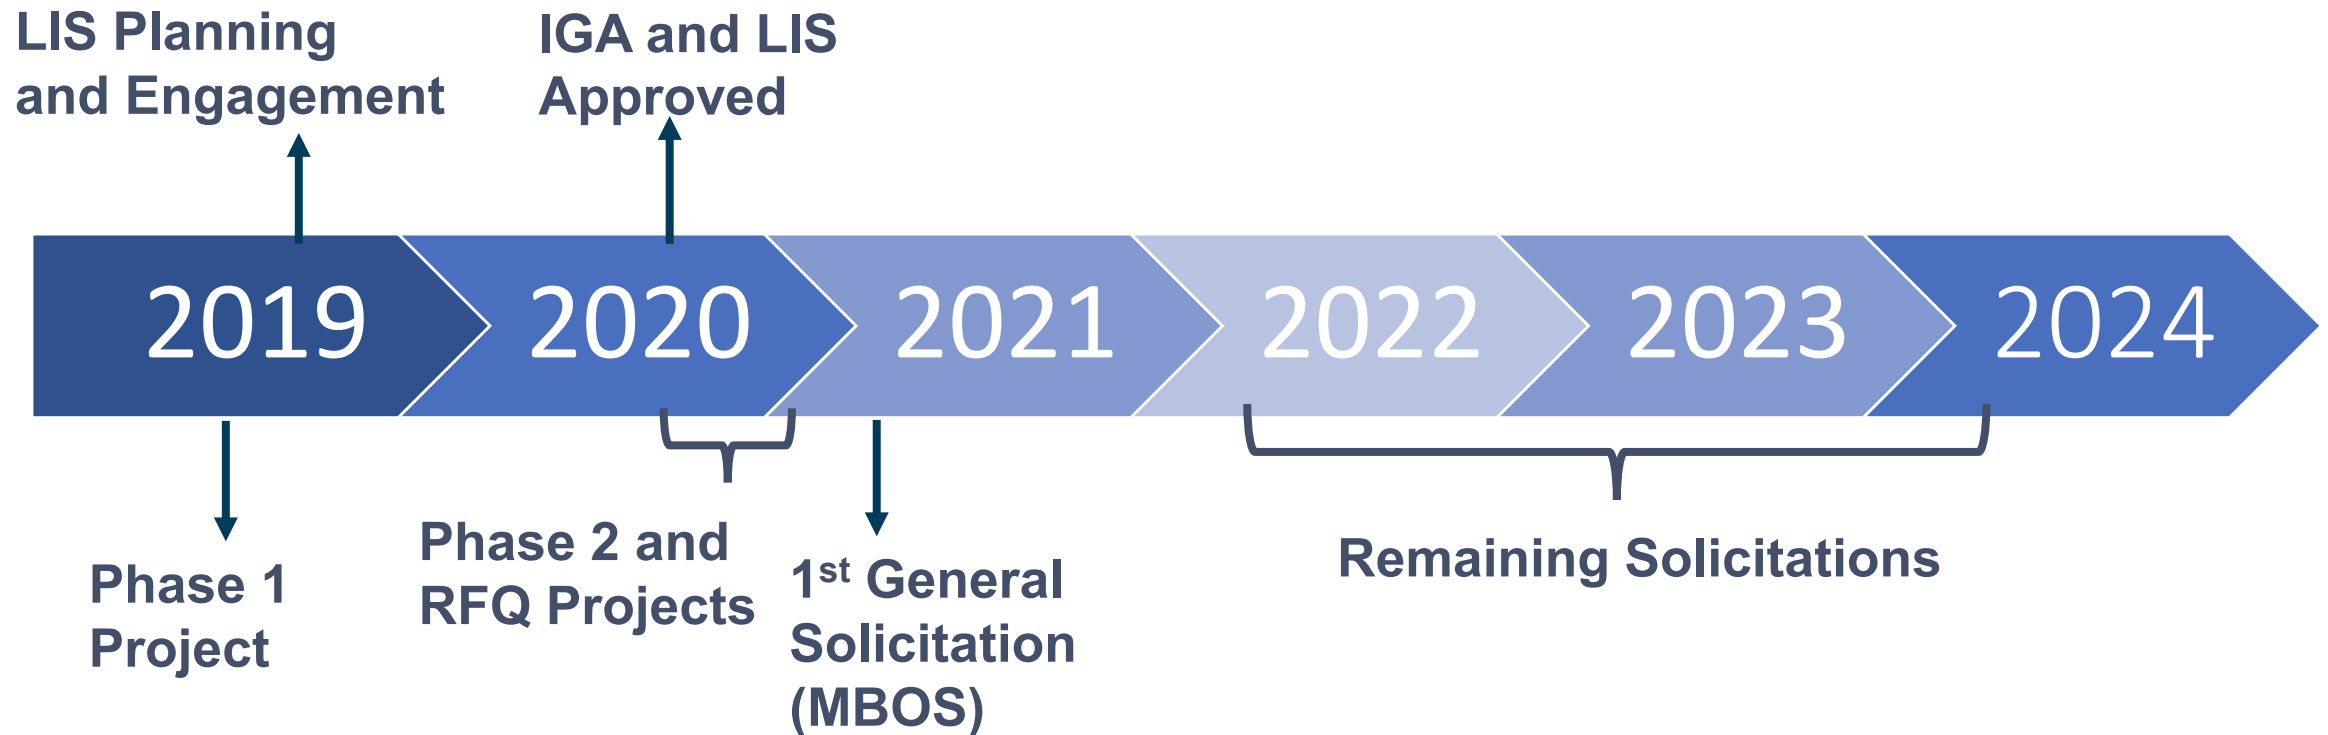 LIS Planning
and Engagement
IGA and LIS
Approved
2019
2020
2021
2022
2023
2024
Phase 1
Project
Phase 2 and
RFQ Projects
1st General
Solicitation
(MBOS)
Remaining Solicitations